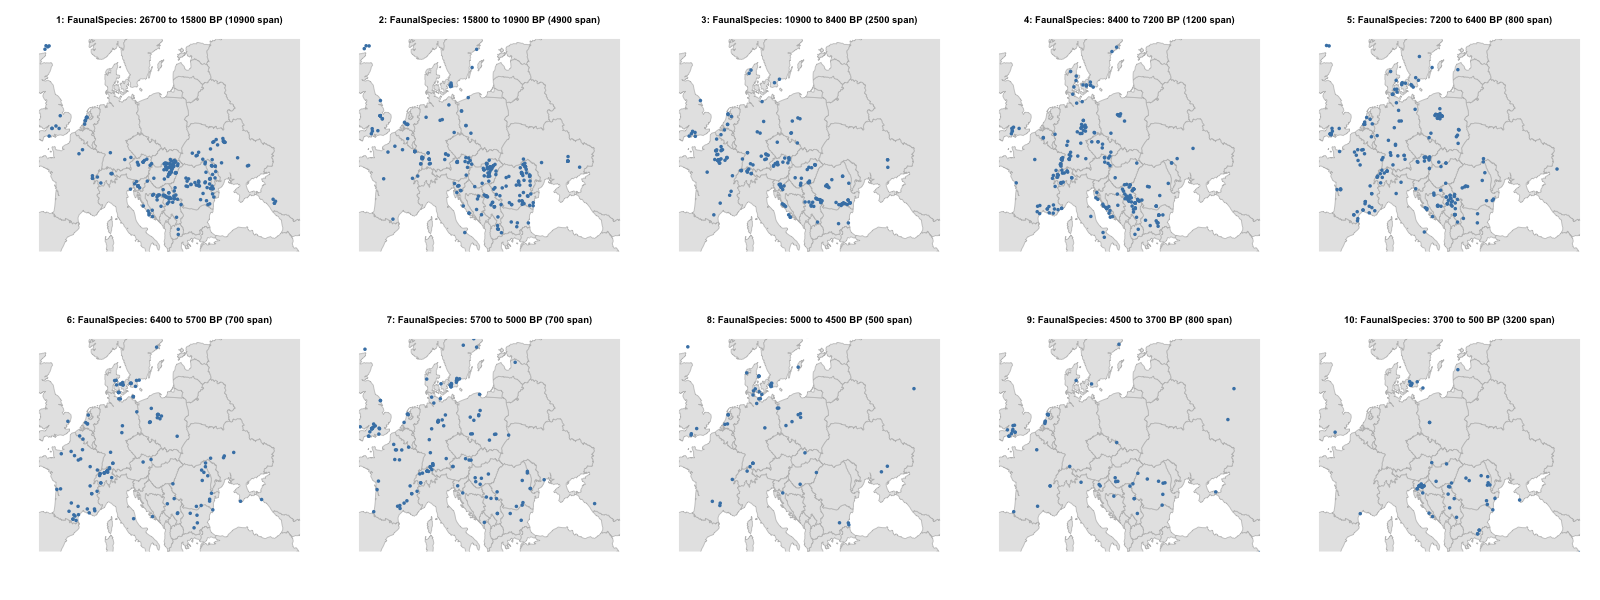 1: FaunalSpecies: 26700 to 15800 BP (10900 span)
2: FaunalSpecies: 15800 to 10900 BP (4900 span)
3: FaunalSpecies: 10900 to 8400 BP (2500 span)
4: FaunalSpecies: 8400 to 7200 BP (1200 span)
5: FaunalSpecies: 7200 to 6400 BP (800 span)
6: FaunalSpecies: 6400 to 5700 BP (700 span)
7: FaunalSpecies: 5700 to 5000 BP (700 span)
8: FaunalSpecies: 5000 to 4500 BP (500 span)
9: FaunalSpecies: 4500 to 3700 BP (800 span)
10: FaunalSpecies: 3700 to 500 BP (3200 span)